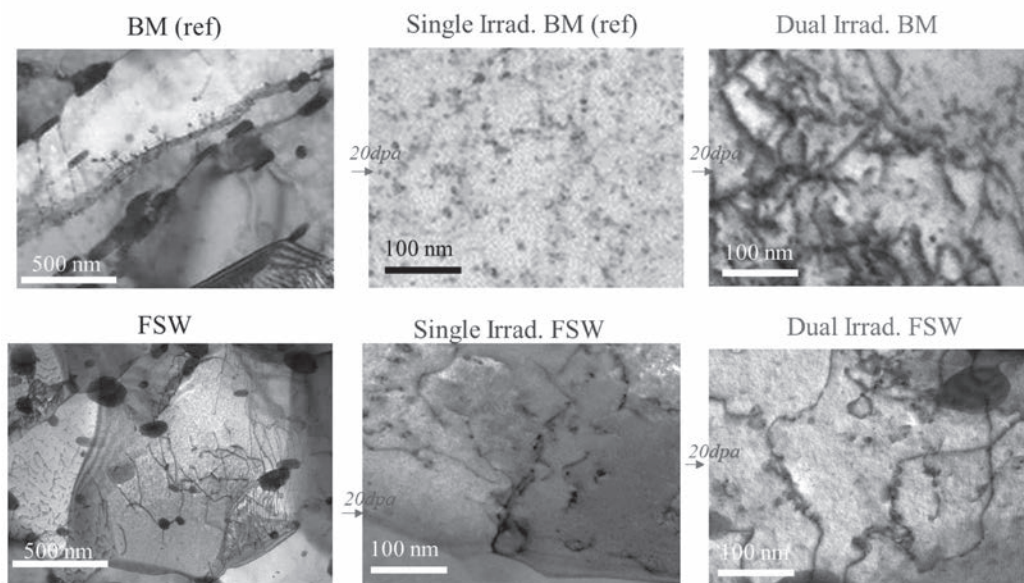 BM (ref)
Single Irrad. BM (ref)
Dual Irrad. BM
20dpa
20dpa
500 nm
100 nm
100 nm
FSW
Single Irrad. FSW
Dual Irrad. FSW
20dpa
20dpa
500 nm
100 nm
100 nm